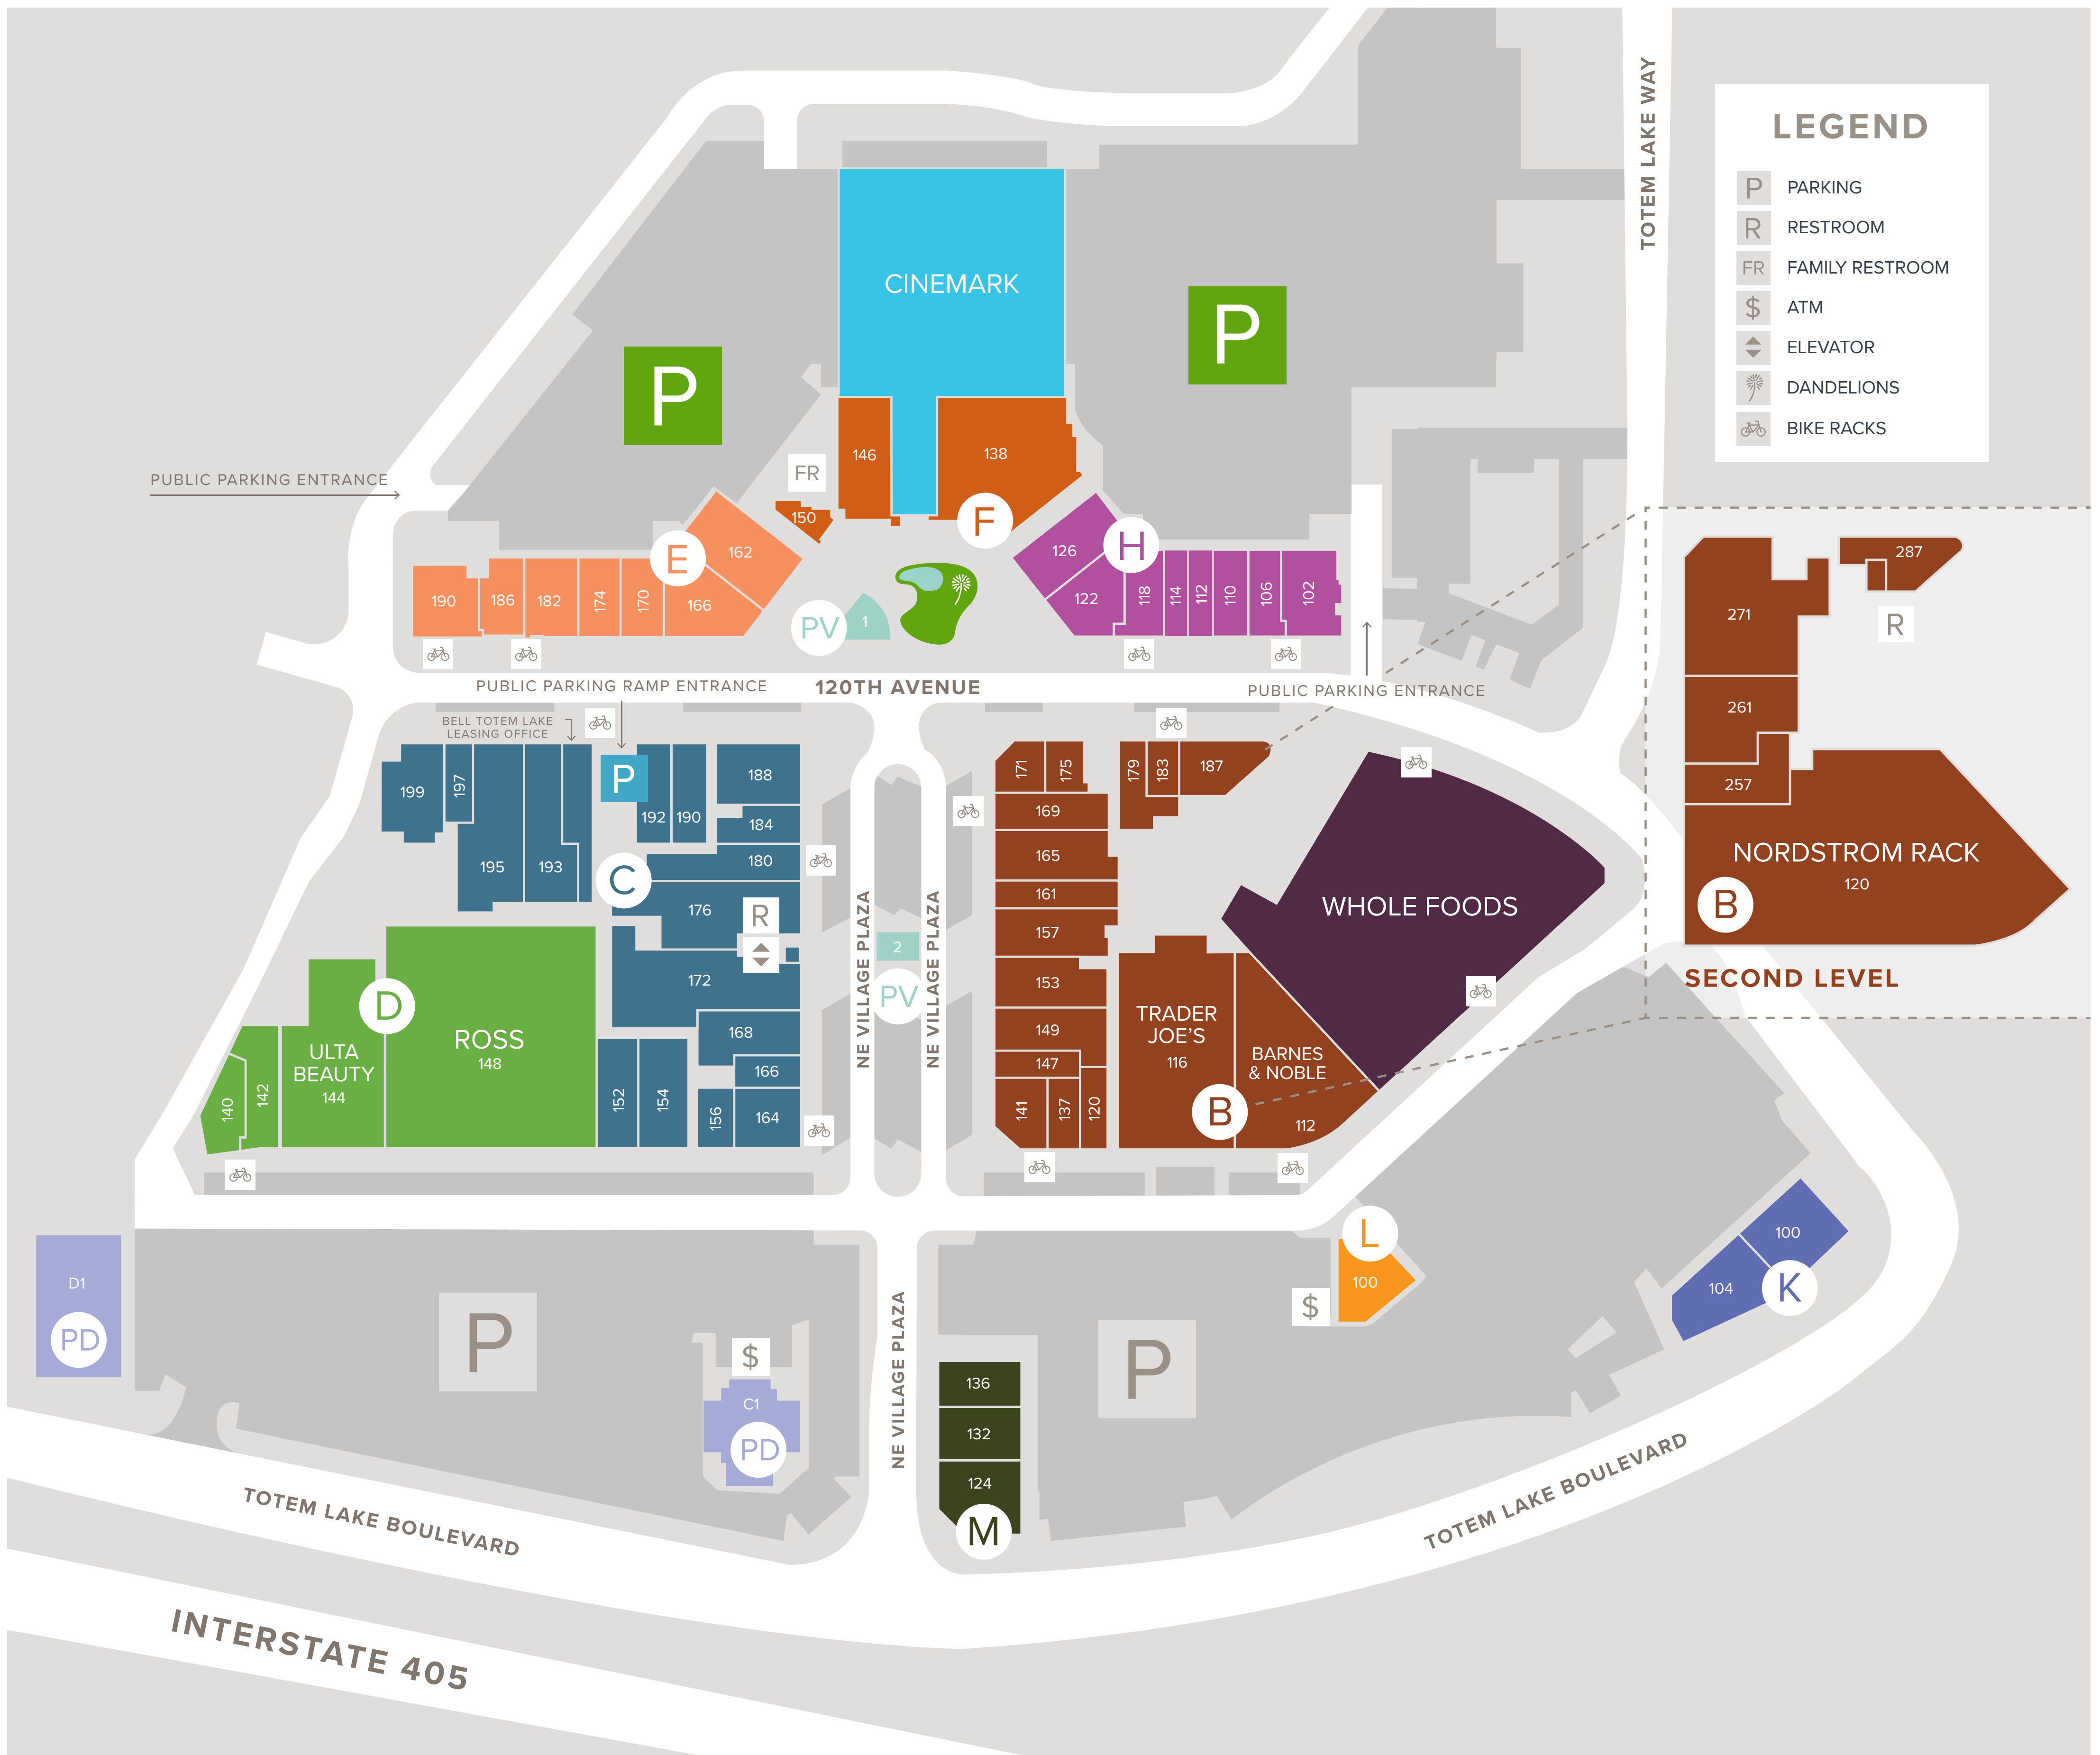 TOTEM LAKE WAY
LEGEND
P PARKING
R RESTROOM
FR FAMILY RESTROOM
$ ATM
ELEVATOR
DANDELIONS
BIKE RACKS
CINEMARK
P
P
146
138
FR
150
F
PUBLIC PARKING ENTRANCE
E
162
190
186
182
174
170
166
PV
1
H
126
122
118
114
112
110
106
102
PUBLIC PARKING RAMP ENTRANCE
120TH AVENUE
PUBLIC PARKING ENTRANCE
271
287
R
261
257
NORDSTROM RACK
120
B
SECOND LEVEL
BELL TOTEM LAKE
LEASING OFFICE
199
197
195
193
P
192
190
188
184
180
C
176
R
172
168
166
152
154
156
164
D
ROSS
148
ULTA
BEAUTY
144
142
140
NE VILLAGE PLAZA
NE VILLAGE PLAZA
2
PV
171
175
179
183
187
169
165
161
157
153
149
147
141
137
120
WHOLE FOODS
TRADER
JOE'S
116
BARNES
& NOBLE
B
112
D1
PD
P
$
C1
PD
NE VILLAGE PLAZA
136
132
124
M
P
L
100
$
100
104
K
TOTEM LAKE BOULEVARD
TOTEM LAKE BOULEVARD
INTERSTATE 405